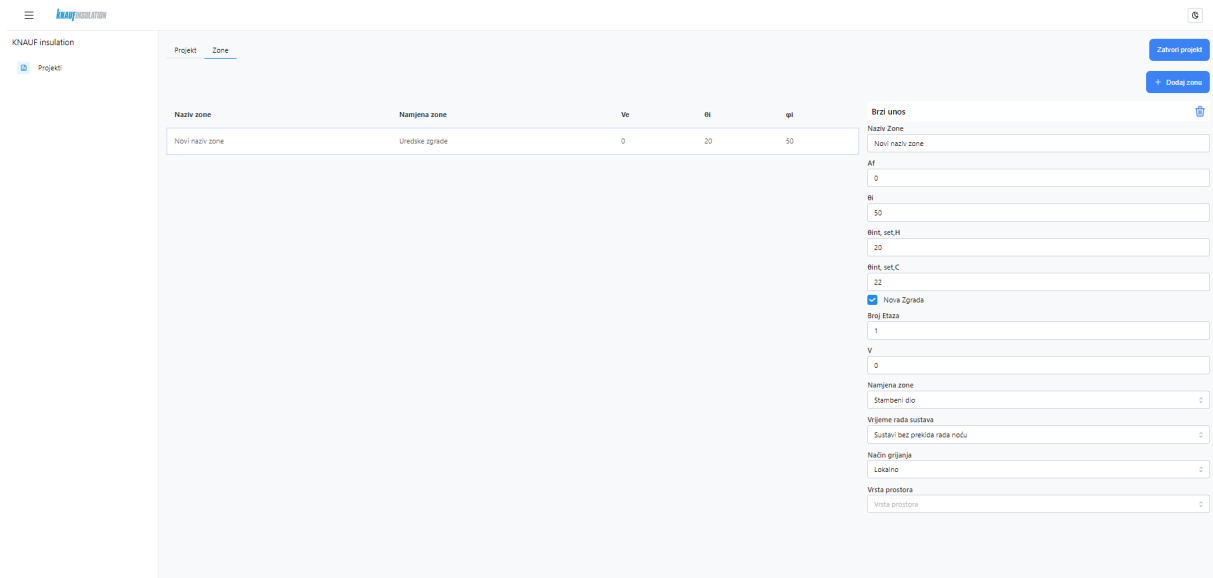 KNAUFINSULATION
KNAUF insulation
Projekti
Projekt Zone
Zatvori projekt
+ Dodaj zonu
Naziv zone Namjena zone Ve θi φi
Novi naziv zone Uredske zgrade 0 20 50
Brzi unos
Naziv Zone
Novi naziv zone
Af
0
θi
50
θint, set,H
20
θint, set,C
22
Nova Zgrada
Broj Etaza
1
V
0
Namjena zone
Stambeni dio
Vrijeme rada sustava
Sustavi bez prekida rada noću
Način grijanja
Lokalno
Vrsta prostora
Vrsta prostora